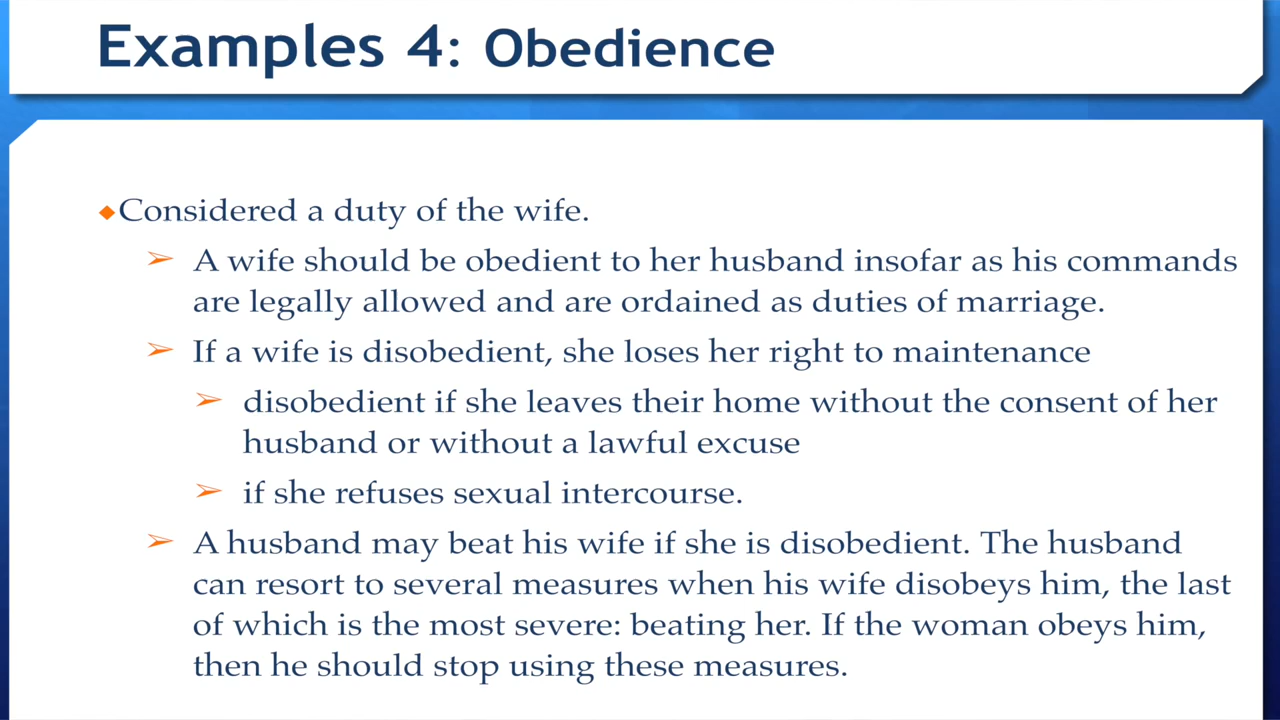 Examples 4: Obedience
◆Considered a duty of the wife.
➢ A wife should be obedient to her husband insofar as his commands
are legally allowed and are ordained as duties of marriage.
➢ If a wife is disobedient, she loses her right to maintenance
➢ disobedient if she leaves their home without the consent of her
husband or without a lawful excuse
➢ if she refuses sexual intercourse.
➢ A husband may beat his wife if she is disobedient. The husband
can resort to several measures when his wife disobeys him, the last
of which is the most severe: beating her. If the woman obeys him,
then he should stop using these measures.